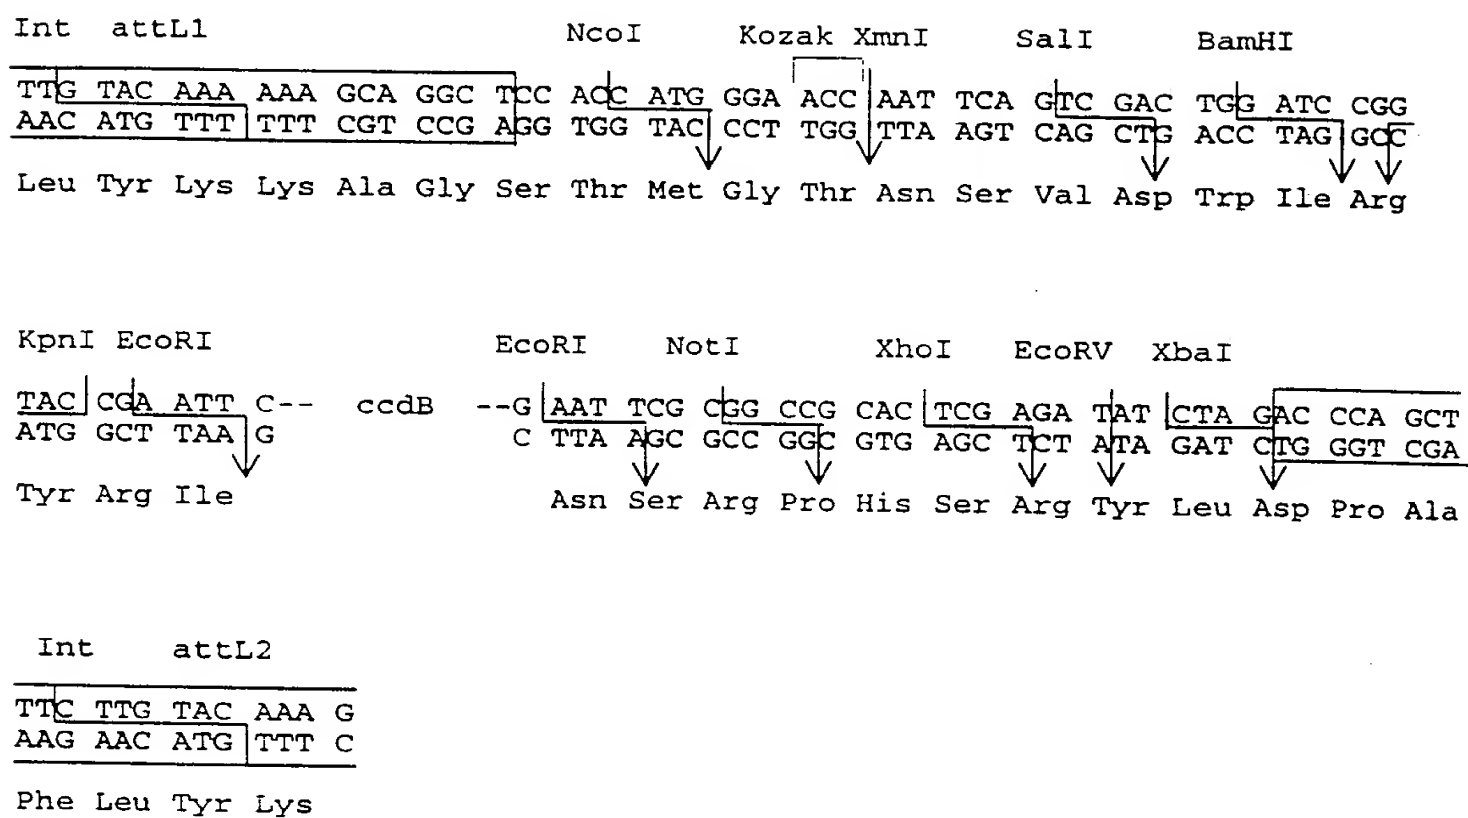 Int attL1 NcoI Kozak XmnI SalI BamHI
TTG TAC AAA AAA GCA GGC TCC ACC ATG GGA ACC AAT TCA GTC GAC TGG ATC CGG
AAC ATG TTT TTT CGT CCG AGG TGG TAC CCT TGG TTA AGT CAG CTG ACC TAG GCC
Leu Tyr Lys Lys Ala Gly Ser Thr Met Gly Thr Asn Ser Val Asp Trp Ile Arg
KpnI EcoRI EcoRI NotI XhoI EcoRV XbaI
TAC CGA ATT C-- ccdB --G AAT TCG CGG CCG CAC TCG AGA TAT CTA GAC CCA GCT
ATG GCT TAA G C TTA AGC GCC GGC GTG AGC TCT ATA GAT CTG GGT CGA
Tyr Arg Ile Asn Ser Arg Pro His Ser Arg Tyr Leu Asp Pro Ala
Int attL2
TTC TTG TAC AAA G
AAG AAC ATG TTT C
Phe Leu Tyr Lys